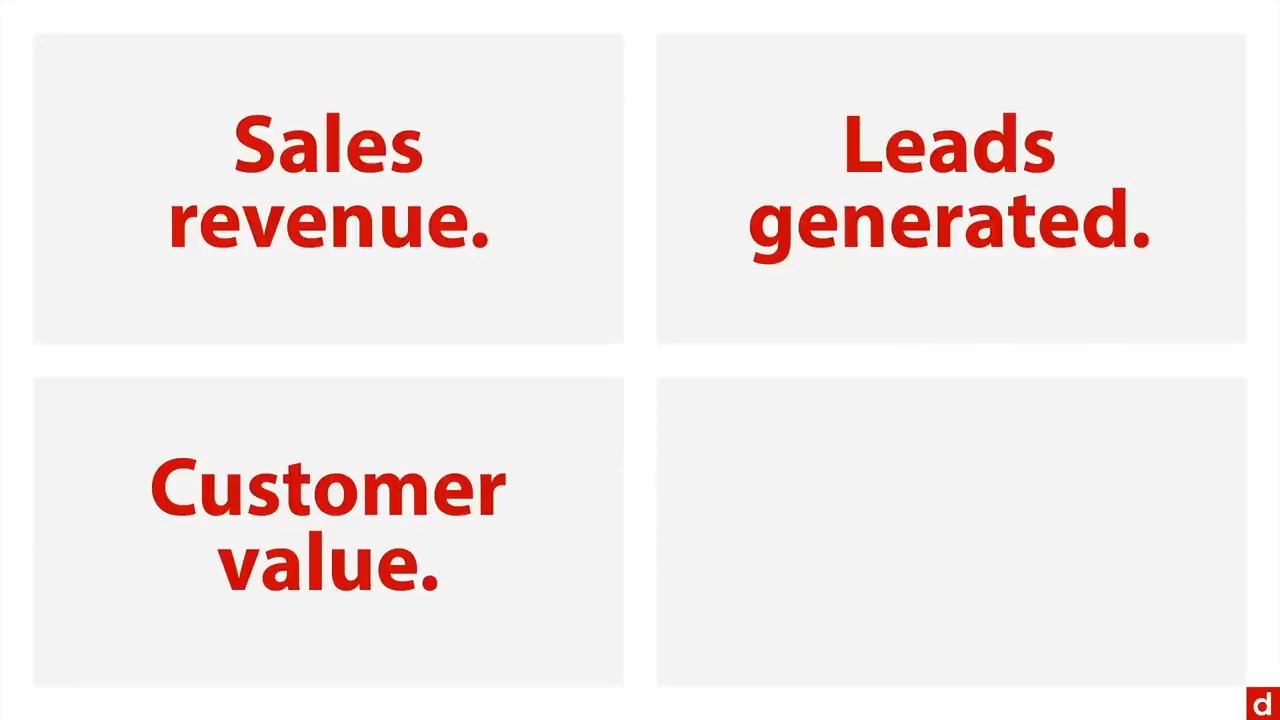 Sales
revenue.
Leads
generated.
Customer
value.
d